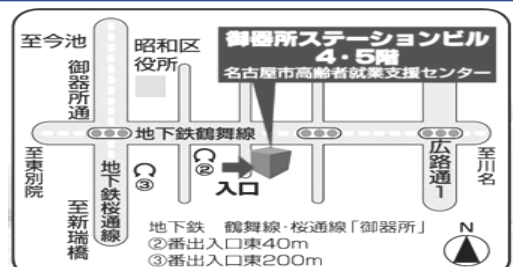 至今池
御器所通
昭和区
役所
御器所ステーションビル
4・5階
名古屋市高齢者就業支援センター
地下鉄鶴舞線
至東別院
地下鉄桜通線
至新瑞橋
③
②
入口
広路通1
至川名
地下鉄 鶴舞線・桜通線「御器所」
②番出入口東40m
③番出入口東200m
N